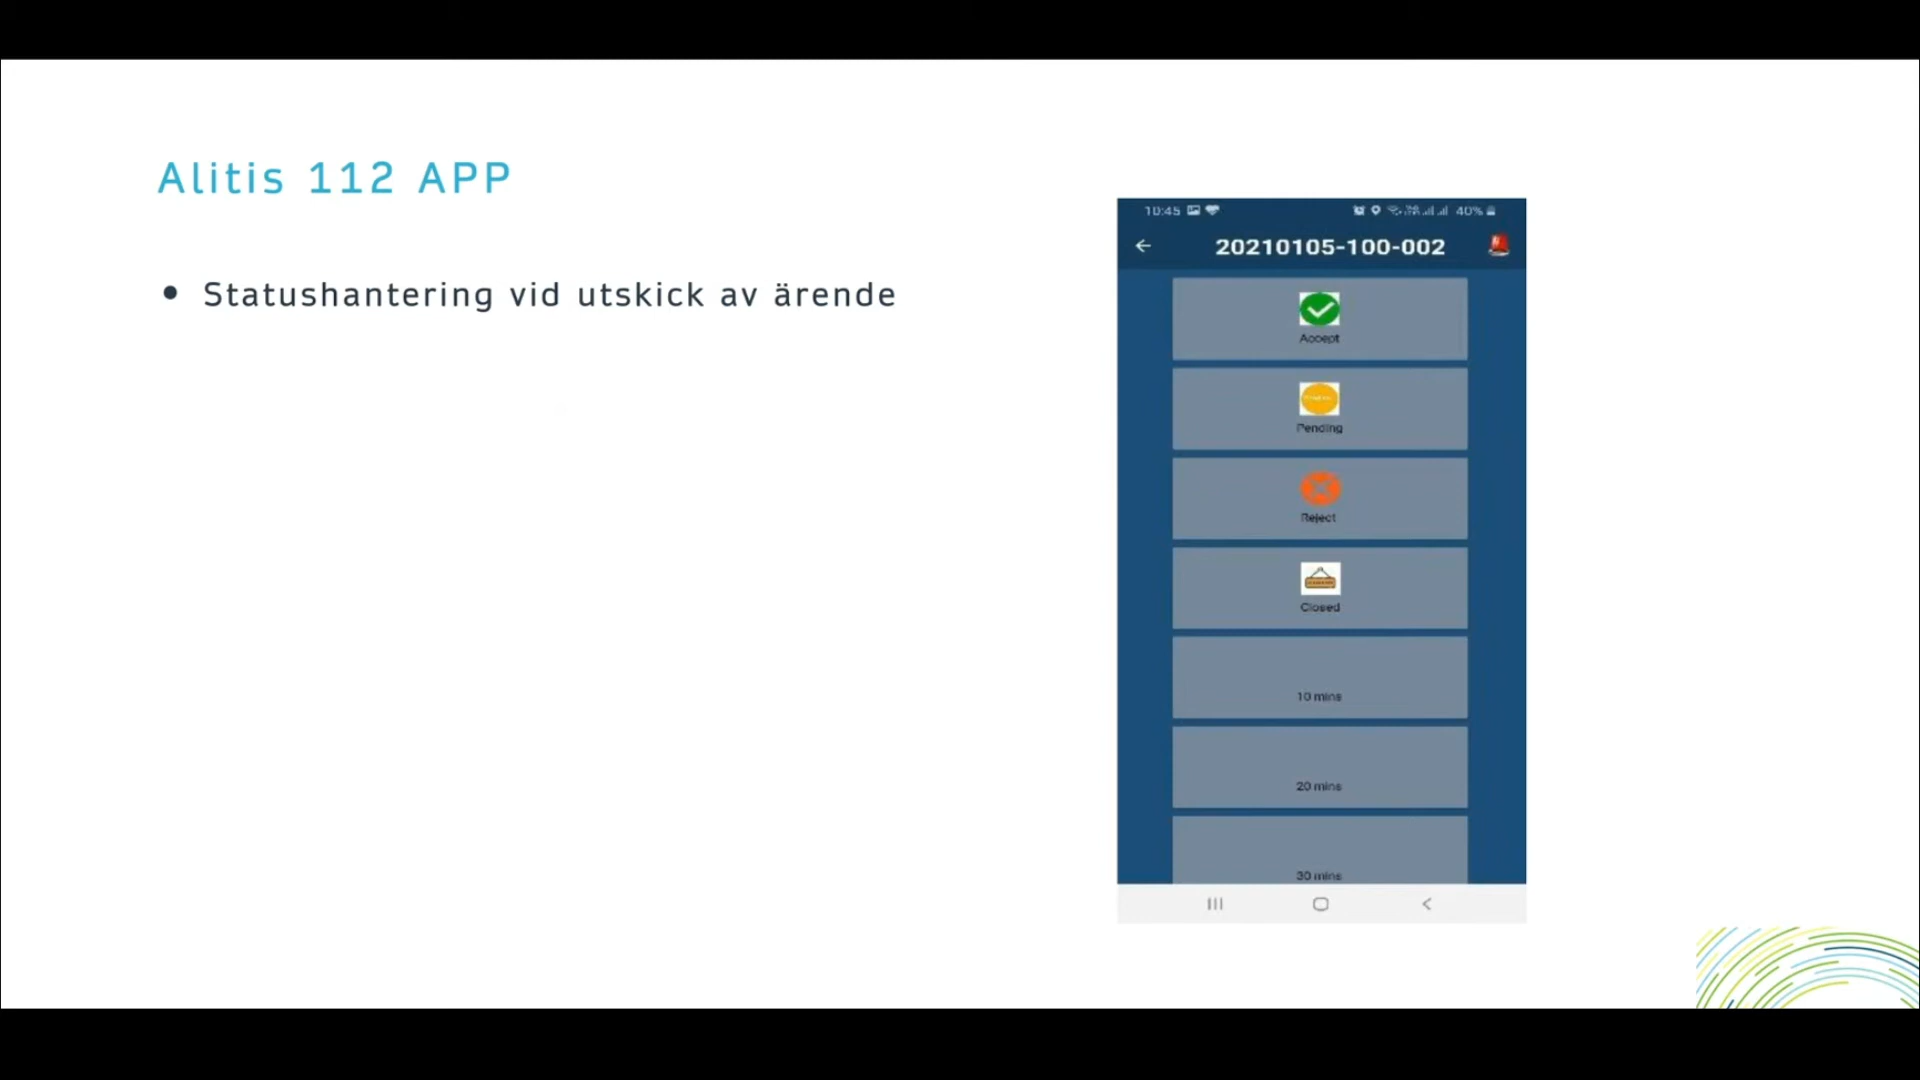 Alitis 112 APP
• Statushantering vid utskick av ärende
10:45 40%
20210105-100-002
Accept
Pending
Reject
Closed
10 mins
20 mins
30 mins